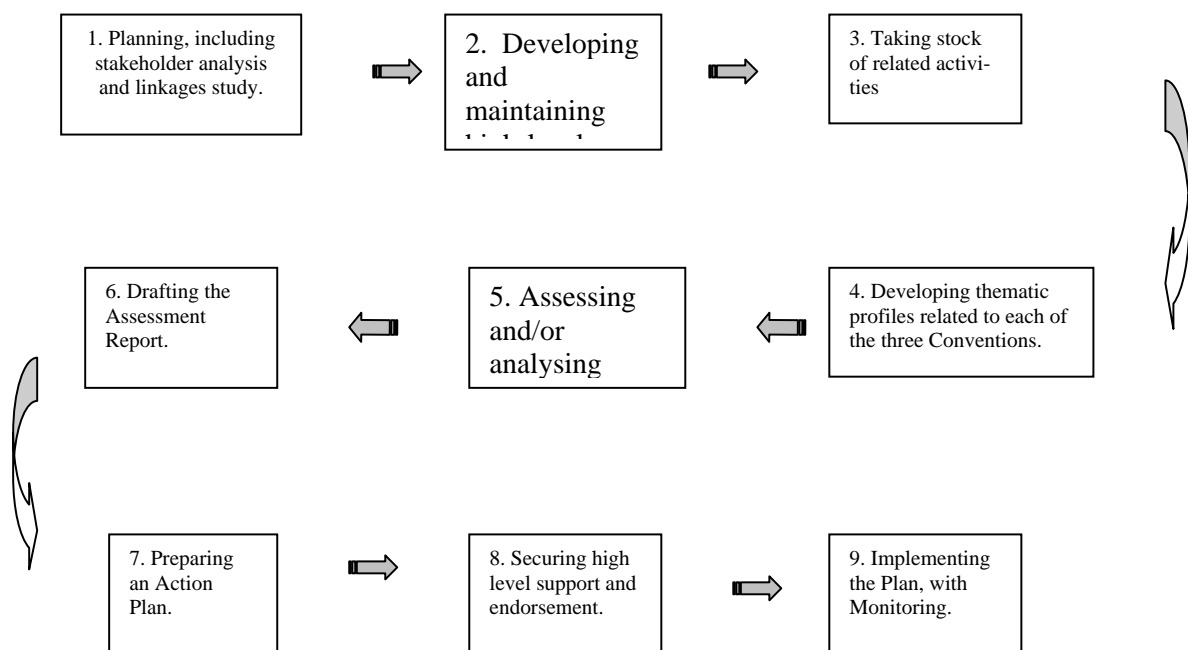 1. Planning, including
stakeholder analysis
and linkages study.
2. Developing
and
maintaining
3. Taking stock
of related activi-
ties
6. Drafting the
Assessment
Report.
5. Assessing
and/or
analysing
4. Developing thematic
profiles related to each of
the three Conventions.
7. Preparing
an Action
Plan.
8. Securing high
level support and
endorsement.
9. Implementing
the Plan, with
Monitoring.